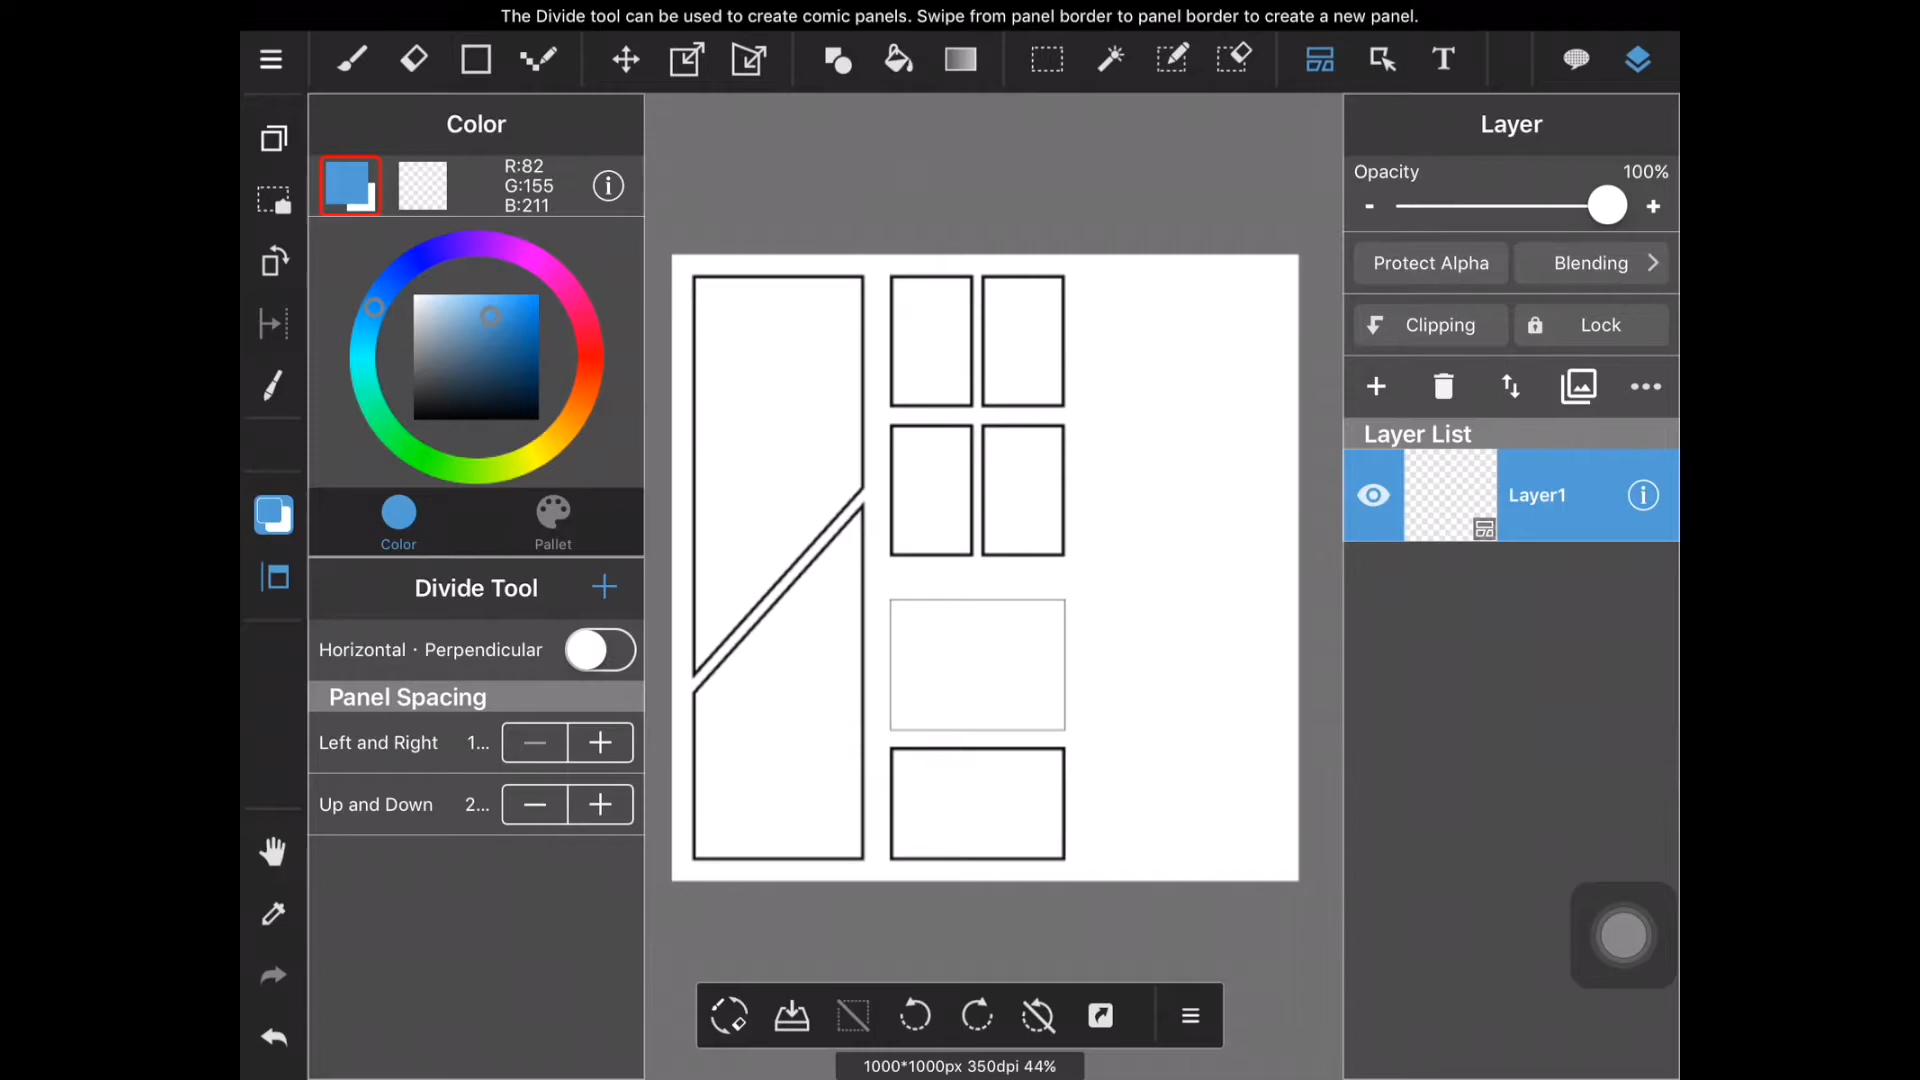 The Divide tool can be used to create comic panels. Swipe from panel border to panel border to create a new panel.
T
Color
R:82
G:155
B:211
Color
Pallet
Divide Tool
Horizontal · Perpendicular
Panel Spacing
Left and Right 1...
Up and Down 2...
Layer
Opacity 100%
- +
Protect Alpha Blending
Clipping Lock
Layer List
Layer1
1000*1000px 350dpi 44%